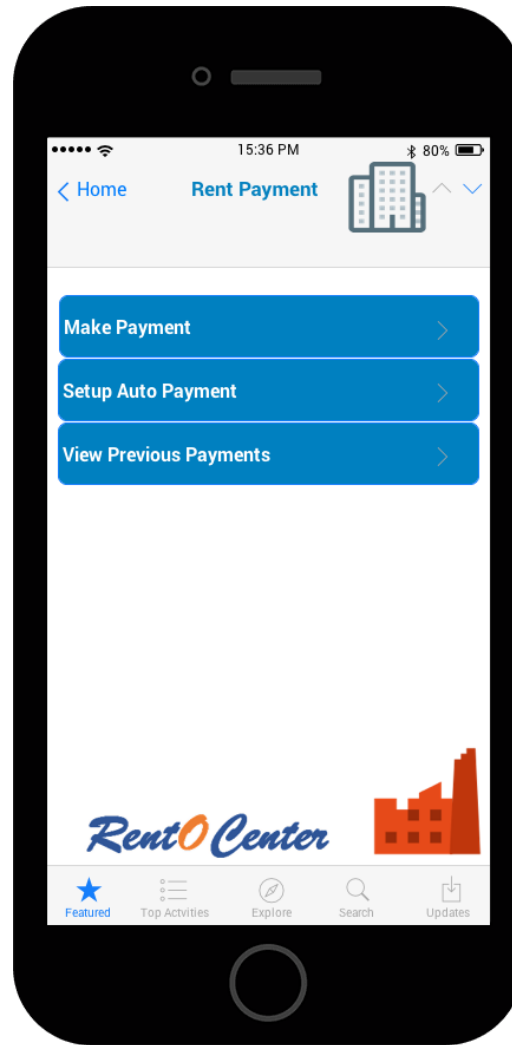 15:36 PM 80%
Home Rent Payment
Make Payment
Setup Auto Payment
View Previous Payments
RentOCenter
Featured Top Actvities Explore Search Updates